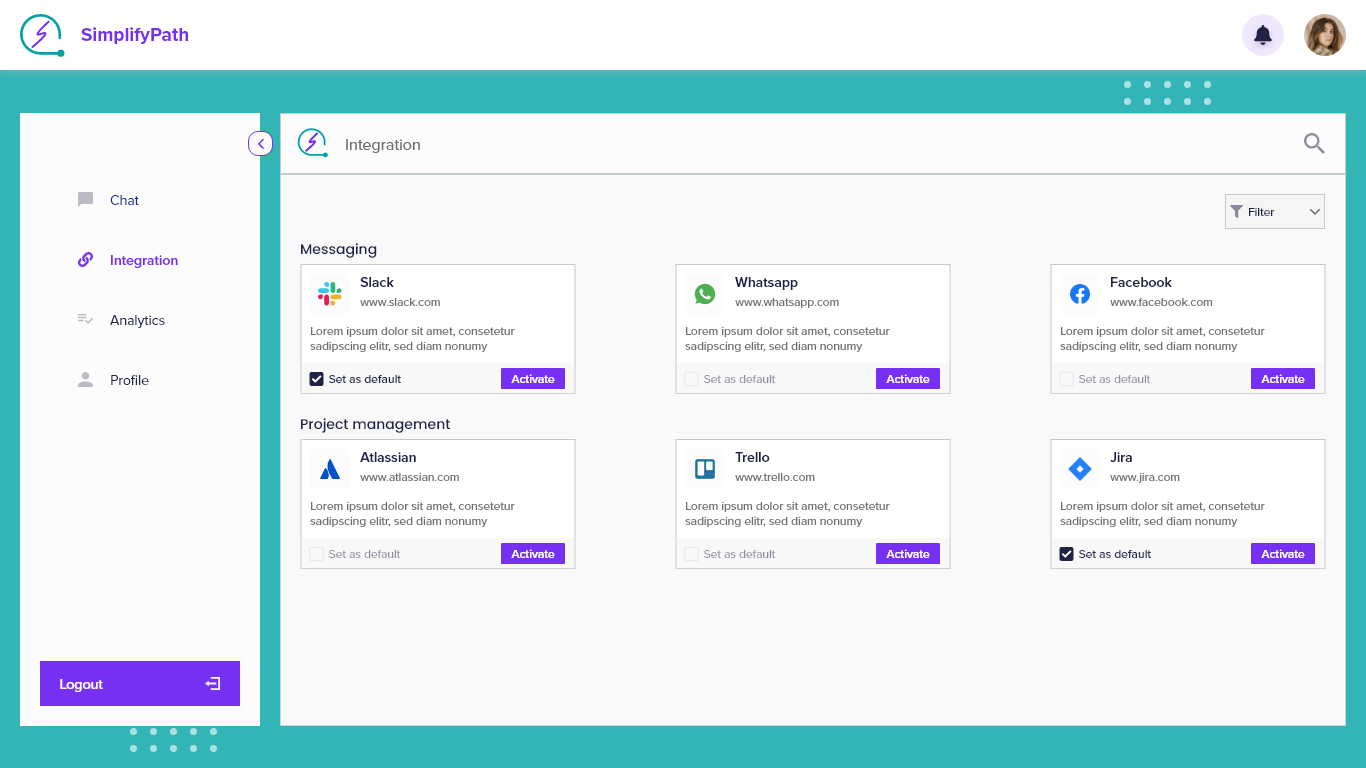 SimplifyPath
Integration
Chat
Integration
Analytics
Profile
Logout
Filter
Messaging
Slack
www.slack.com
Lorem ipsum dolor sit amet, consetetur
sadipscing elitr, sed diam nonumy
Set as default
Activate
Whatsapp
www.whatsapp.com
Lorem ipsum dolor sit amet, consetetur
sadipscing elitr, sed diam nonumy
Set as default
Activate
Facebook
www.facebook.com
Lorem ipsum dolor sit amet, consetetur
sadipscing elitr, sed diam nonumy
Set as default
Activate
Project management
Atlassian
www.atlassian.com
Lorem ipsum dolor sit amet, consetetur
sadipscing elitr, sed diam nonumy
Set as default
Activate
Trello
www.trello.com
Lorem ipsum dolor sit amet, consetetur
sadipscing elitr, sed diam nonumy
Set as default
Activate
Jira
www.jira.com
Lorem ipsum dolor sit amet, consetetur
sadipscing elitr, sed diam nonumy
Set as default
Activate